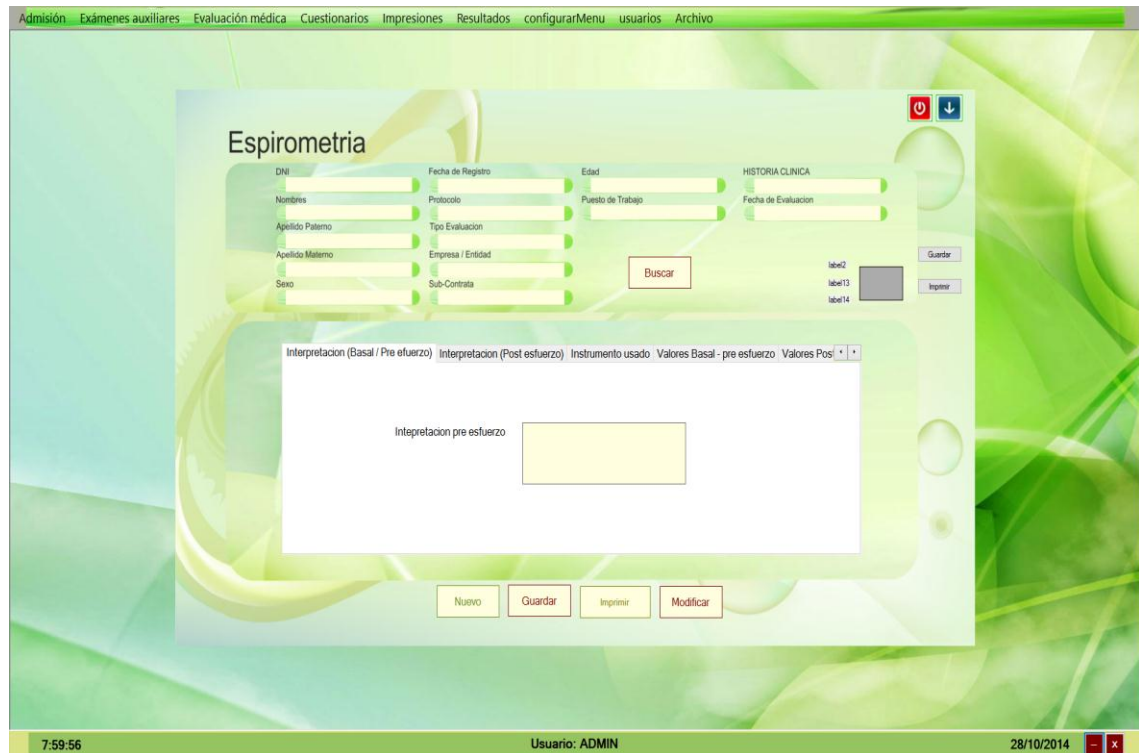 Admisión Exámenes auxiliares Evaluación médica Cuestionarios Impresiones Resultados configurarMenu usuarios Archivo
Espirometria
DNI Fecha de Registro Edad HISTORIA CLINICA
Nombres Protocolo Puesto de Trabajo Fecha de Evaluacion
Apellido Paterno Tipo Evaluacion
Apellido Materno Empresa / Entidad
Sexo Sub-Contrata
Buscar
label2
label13
label14
Guardar
Imprimir
Interpretacion (Basal / Pre efuerzo) Interpretacion (Post esfuerzo) Instrumento usado Valores Basal - pre esfuerzo Valores Pos
Intepretacion pre esfuerzo
Nuevo Guardar Imprimir Modificar
7:59:56 Usuario: ADMIN 28/10/2014 – X